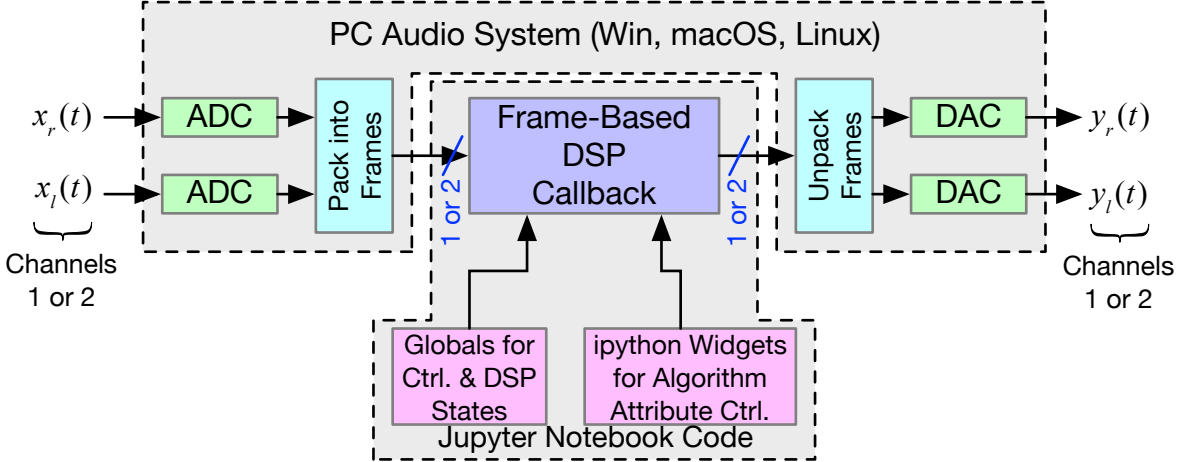 PC Audio System (Win, macOS, Linux)
x_r(t)
ADC
x_l(t)
ADC
Channels
1 or 2
Pack into
Frames
1 or 2
Frame-Based
DSP
Callback
1 or 2
Unpack
Frames
DAC
y_r(t)
DAC
y_l(t)
Channels
1 or 2
Globals for
Ctrl. & DSP
States
ipython Widgets
for Algorithm
Attribute Ctrl.
Jupyter Notebook Code